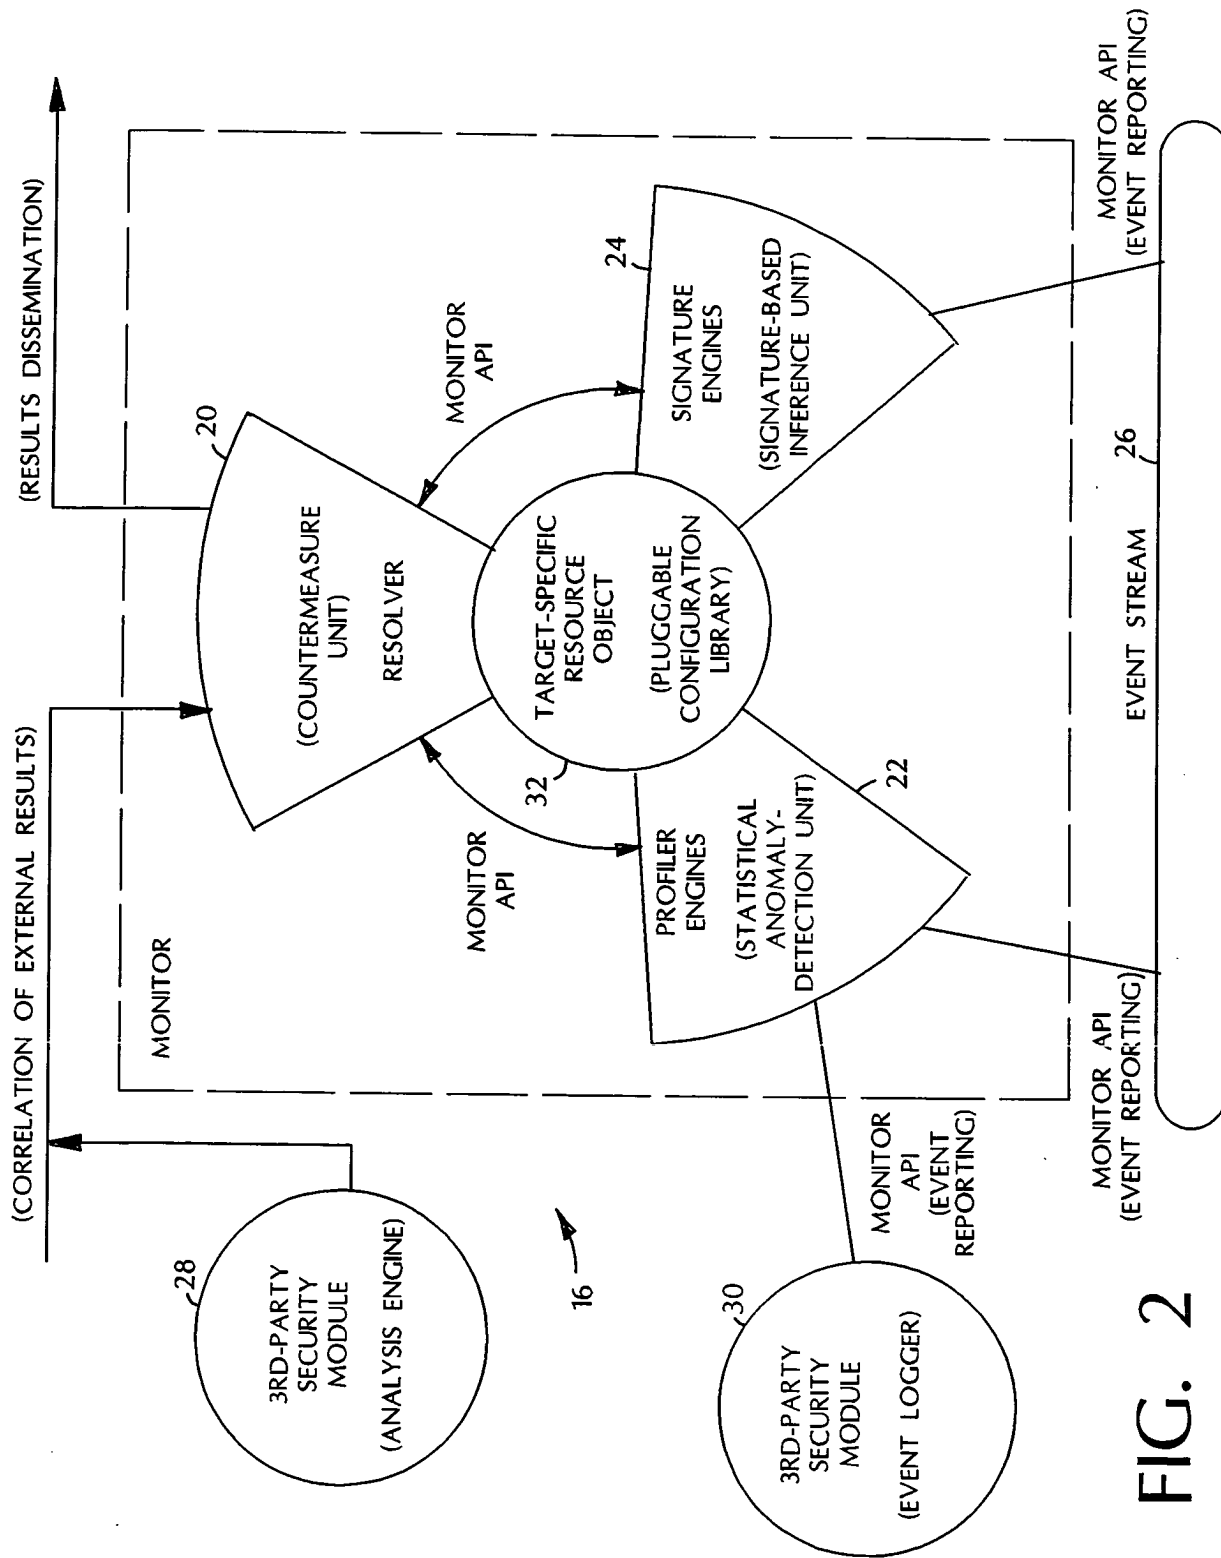 (CORRELATION OF EXTERNAL RESULTS)
(RESULTS DISSEMINATION)
MONITOR
20
(COUNTERMEASURE
UNIT)
RESOLVER
28
3RD-PARTY
SECURITY
MODULE
(ANALYSIS ENGINE)
MONITOR
API
MONITOR
API
32
TARGET-SPECIFIC
RESOURCE
OBJECT
(PLUGGABLE
CONFIGURATION
LIBRARY)
16
24
SIGNATURE
ENGINES
(SIGNATURE-BASED
INFERENCE UNIT)
PROFILER
ENGINES
(STATISTICAL
ANOMALY-
DETECTION UNIT)
22
30
3RD-PARTY
SECURITY
MODULE
(EVENT LOGGER)
MONITOR
API
(EVENT
REPORTING)
MONITOR API
(EVENT REPORTING)
MONITOR API
(EVENT REPORTING)
EVENT STREAM
26
FIG. 2